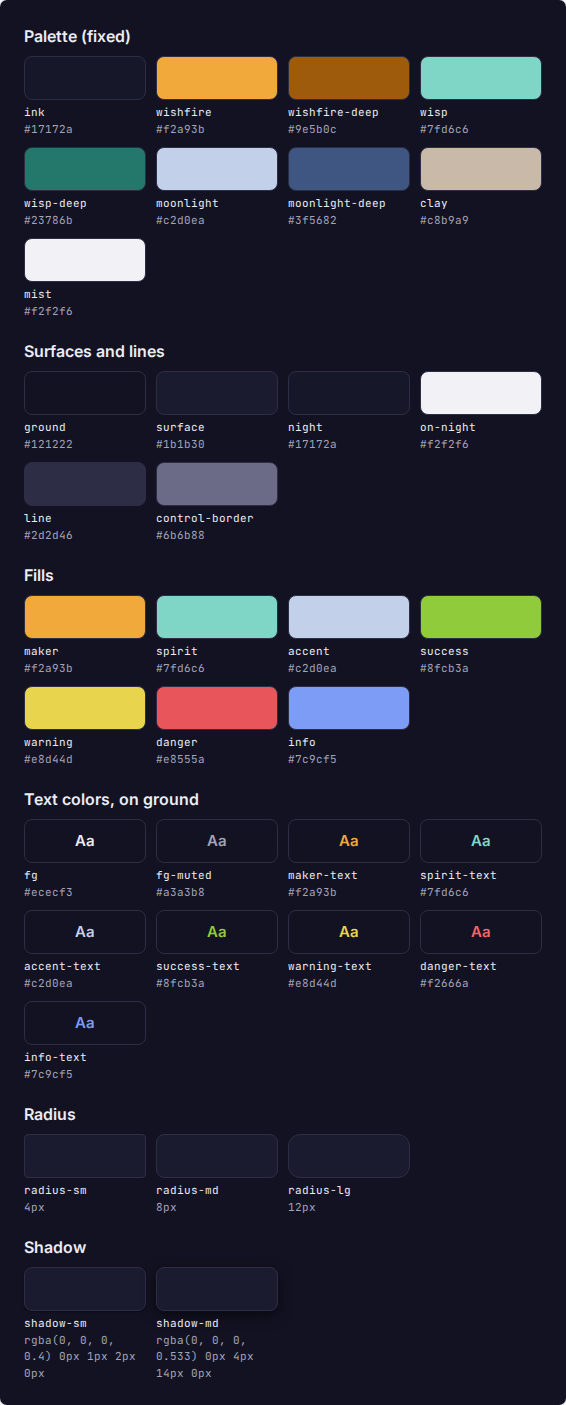 Palette (fixed)
ink
#17172a
wishfire
#f2a93b
wishfire-deep
#9e5b0c
wisp
#7fd6c6
wisp-deep
#23786b
moonlight
#c2d0ea
moonlight-deep
#3f5682
clay
#c8b9a9
mist
#f2f2f6
Surfaces and lines
ground
#121222
surface
#1b1b30
night
#17172a
on-night
#f2f2f6
line
#2d2d46
control-border
#6b6b88
Fills
maker
#f2a93b
spirit
#7fd6c6
accent
#c2d0ea
success
#8fcb3a
warning
#e8d44d
danger
#e8555a
info
#7c9cf5
Text colors, on ground
Aa
fg
#ececf3
Aa
fg-muted
#a3a3b8
Aa
maker-text
#f2a93b
Aa
spirit-text
#7fd6c6
Aa
accent-text
#c2d0ea
Aa
success-text
#8fcb3a
Aa
warning-text
#e8d44d
Aa
danger-text
#f2666a
Aa
info-text
#7c9cf5
Radius
radius-sm
4px
radius-md
8px
radius-lg
12px
Shadow
shadow-sm
rgba(0, 0, 0,
0.4) 0px 1px 2px
0px
shadow-md
rgba(0, 0, 0,
0.533) 0px 4px
14px 0px